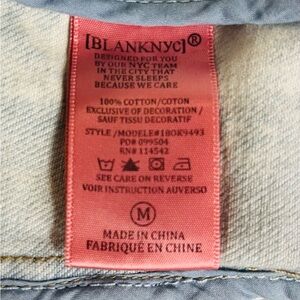 [BLANKNYC]®
DESIGNED FOR YOU
BY OUR NYC TEAM
IN THE CITY THAT
NEVER SLEEPS
BECAUSE WE CARE
100% COTTON/COTON
EXCLUSIVE OF DECORATION/
SAUF TISSU DECORATIF
STYLE/MODELE#180K9493
PO# 099504
RN# 114542
SEE CARE ON REVERSE
VOIR INSTRUCTION AUVERSO
M
MADE IN CHINA
FABRIQUÉ EN CHINE